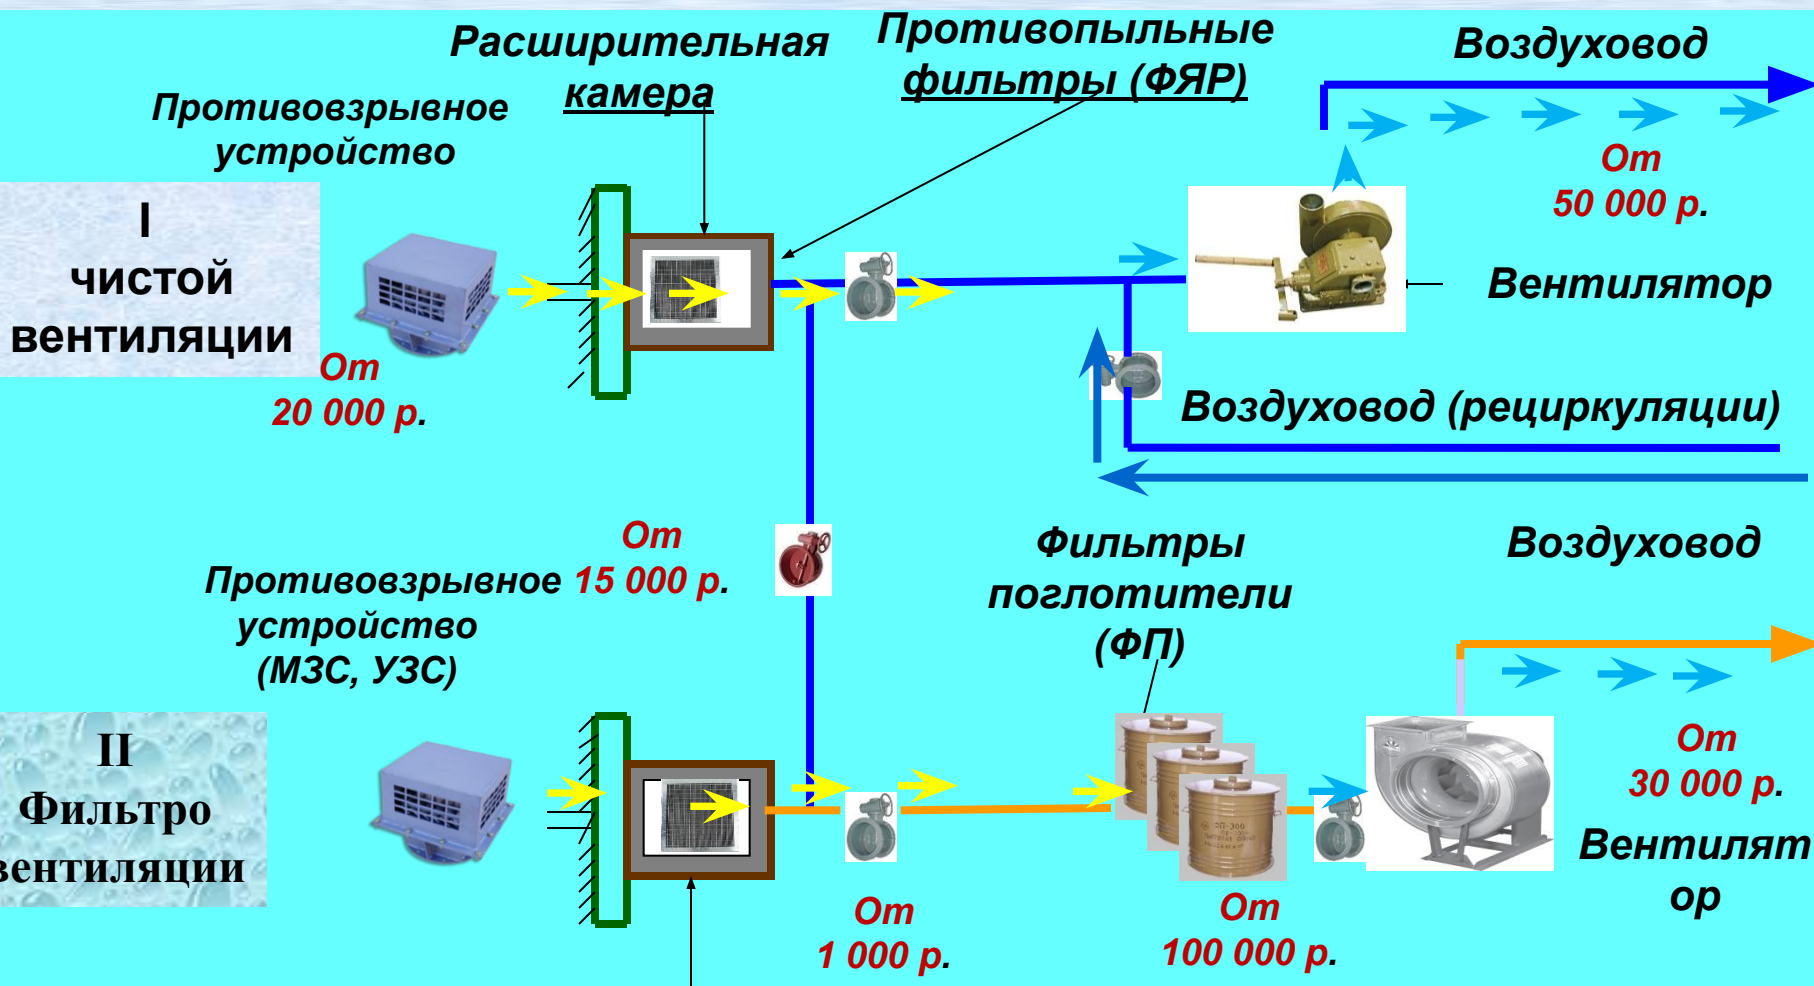 Расширительная
камера
Противопыльные
фильтры (ФЯР)
Воздуховод
Противовзрывное
устройство
От
50 000 р.
I
чистой
вентиляции
Вентилятор
От
20 000 р.
Воздуховод (рециркуляции)
От
15 000 р.
Противовзрывное
устройство
(МЗС, УЗС)
Фильтры
поглотители
(ФП)
Воздуховод
II
Фильтро
вентиляции
От
30 000 р.
Вентилят
ор
ФП-300
От
1 000 р.
От
100 000 р.